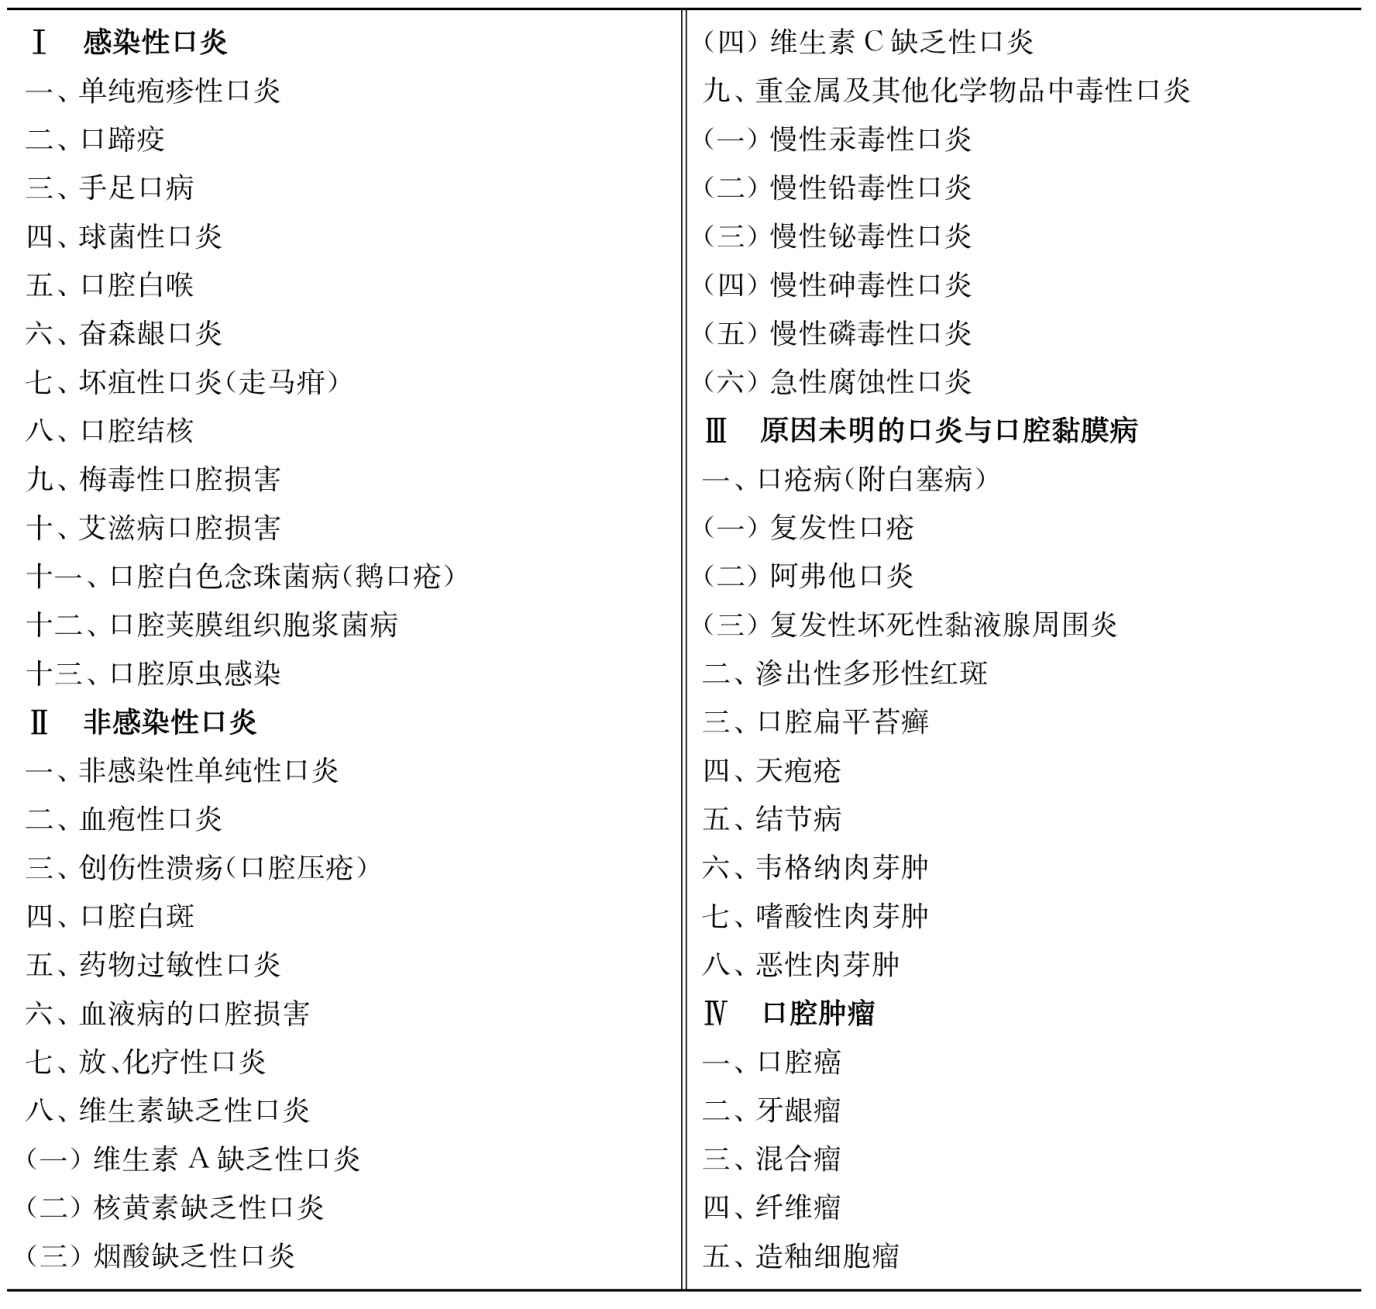 Ⅰ 感染性口炎
一、单纯疱疹性口炎
二、口蹄疫
三、手足口病
四、球菌性口炎
五、口腔白喉
六、奋森龈口炎
七、坏疽性口炎(走马疳)
八、口腔结核
九、梅毒性口腔损害
十、艾滋病口腔损害
十一、口腔白色念珠菌病(鹅口疮)
十二、口腔荚膜组织胞浆菌病
十三、口腔原虫感染
Ⅱ 非感染性口炎
一、非感染性单纯性口炎
二、血疱性口炎
三、创伤性溃疡(口腔压疮)
四、口腔白斑
五、药物过敏性口炎
六、血液病的口腔损害
七、放、化疗性口炎
八、维生素缺乏性口炎
(一) 维生素 A 缺乏性口炎
(二) 核黄素缺乏性口炎
(三) 烟酸缺乏性口炎
(四) 维生素 C 缺乏性口炎
九、重金属及其他化学物品中毒性口炎
(一) 慢性汞毒性口炎
(二) 慢性铅毒性口炎
(三) 慢性铋毒性口炎
(四) 慢性砷毒性口炎
(五) 慢性磷毒性口炎
(六) 急性腐蚀性口炎
Ⅲ 原因未明的口炎与口腔黏膜病
一、口疮病(附白塞病)
(一) 复发性口疮
(二) 阿弗他口炎
(三) 复发性坏死性黏液腺周围炎
二、渗出性多形性红斑
三、口腔扁平苔癣
四、天疱疮
五、结节病
六、韦格纳肉芽肿
七、嗜酸性肉芽肿
八、恶性肉芽肿
Ⅳ 口腔肿瘤
一、口腔癌
二、牙龈瘤
三、混合瘤
四、纤维瘤
五、造釉细胞瘤